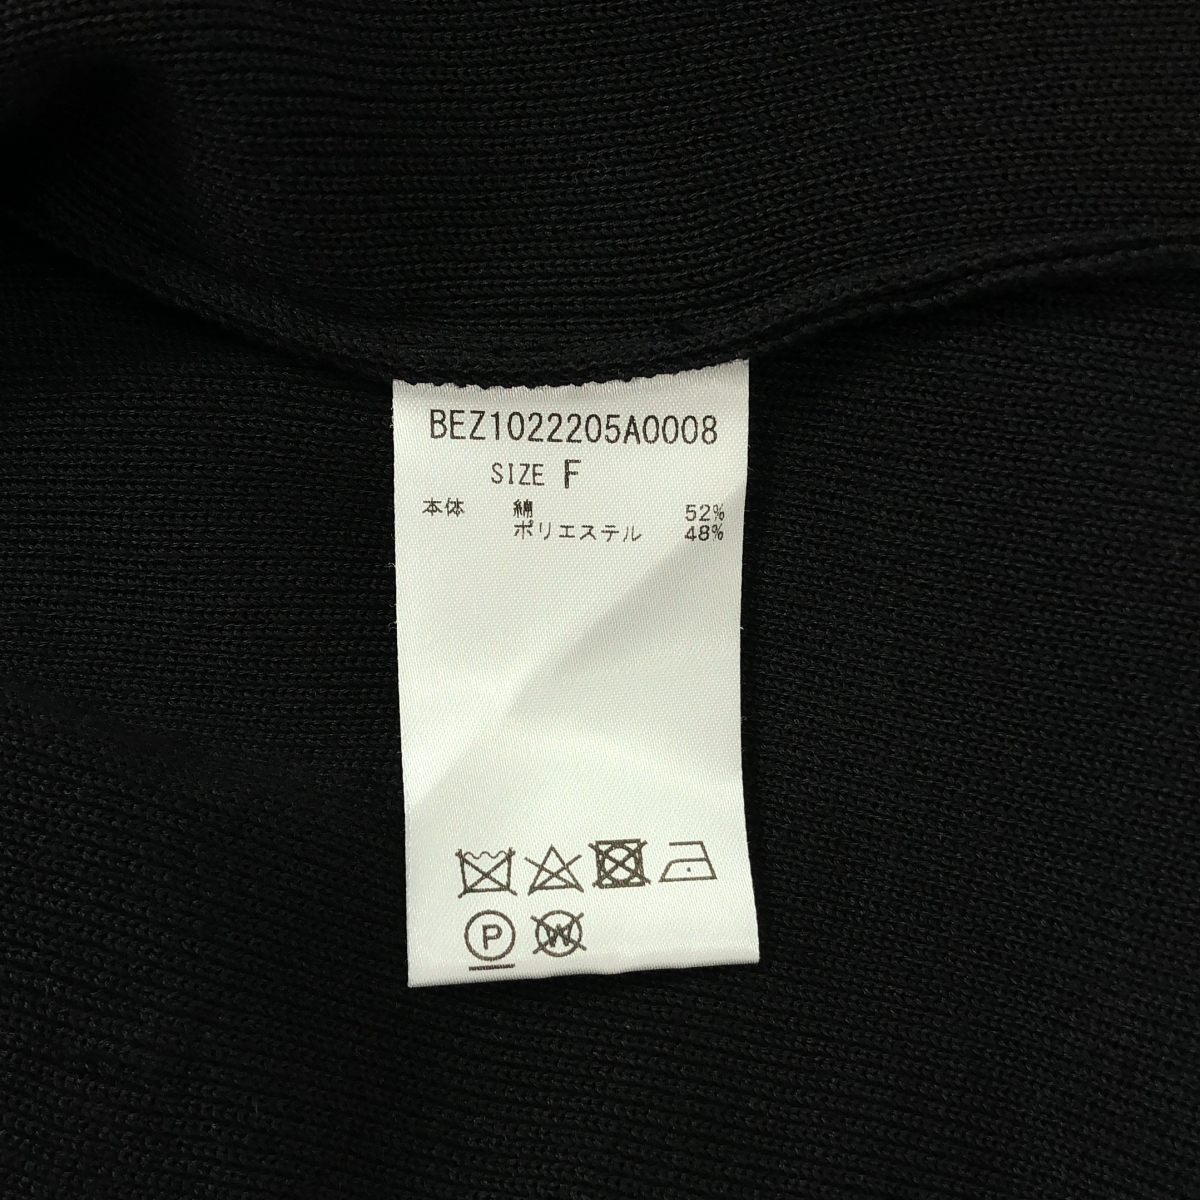 BEZ1022205A0008
SIZE F
本体 綿 52%
ポリエステル 48%
P W